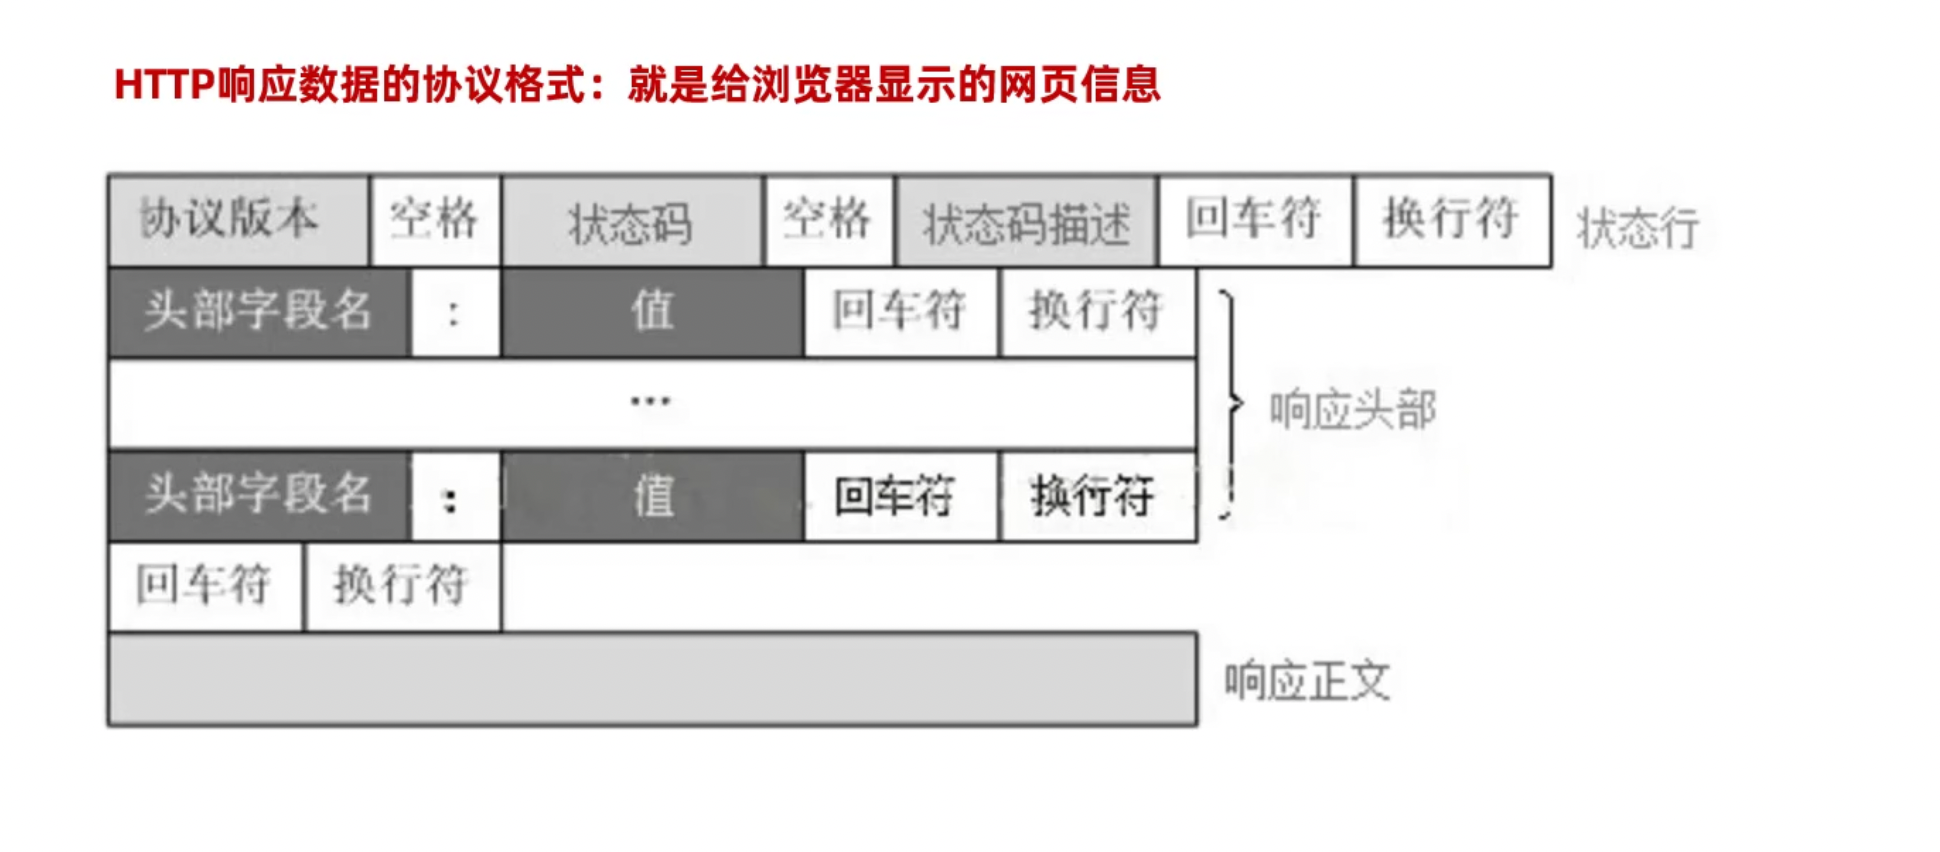 HTTP响应数据的协议格式：就是给浏览器显示的网页信息
协议版本 空格 状态码 空格 状态码描述 回车符 换行符 状态行
头部字段名 : 值 回车符 换行符
...
响应头部
头部字段名 : 值 回车符 换行符
回车符 换行符
响应正文